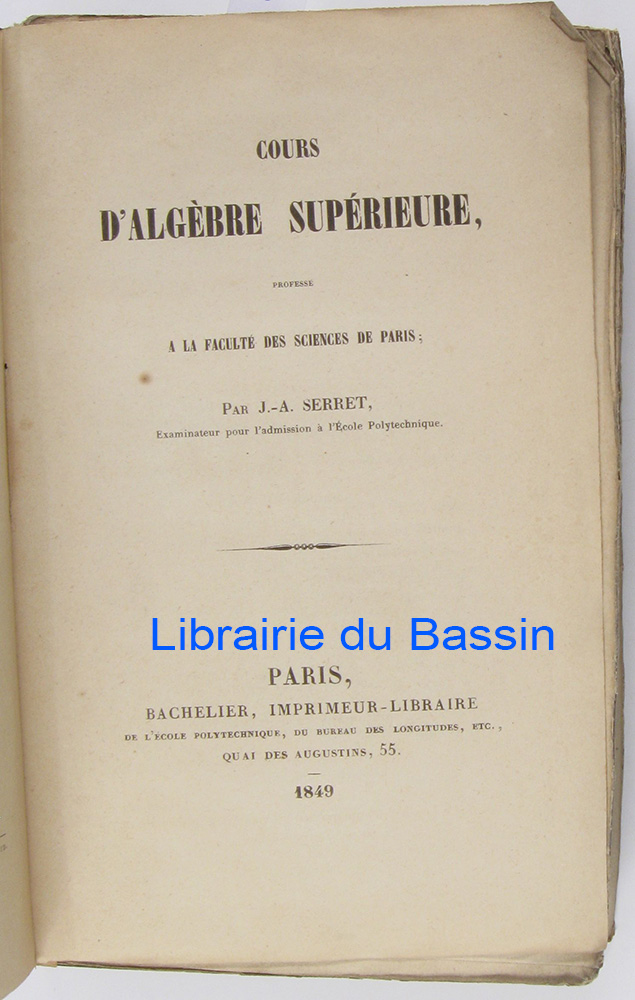 COURS
D'ALGÈBRE SUPÉRIEURE,
PROFESSÉ
A LA FACULTÉ DES SCIENCES DE PARIS;
PAR J.-A. SERRET,
Examinateur pour l'admission à l'École Polytechnique.
Librairie du Bassin
PARIS,
BACHELIER, IMPRIMEUR-LIBRAIRE
DE L'ÉCOLE POLYTECHNIQUE, DU BUREAU DES LONGITUDES, ETC.,
QUAI DES AUGUSTINS, 55.
1849